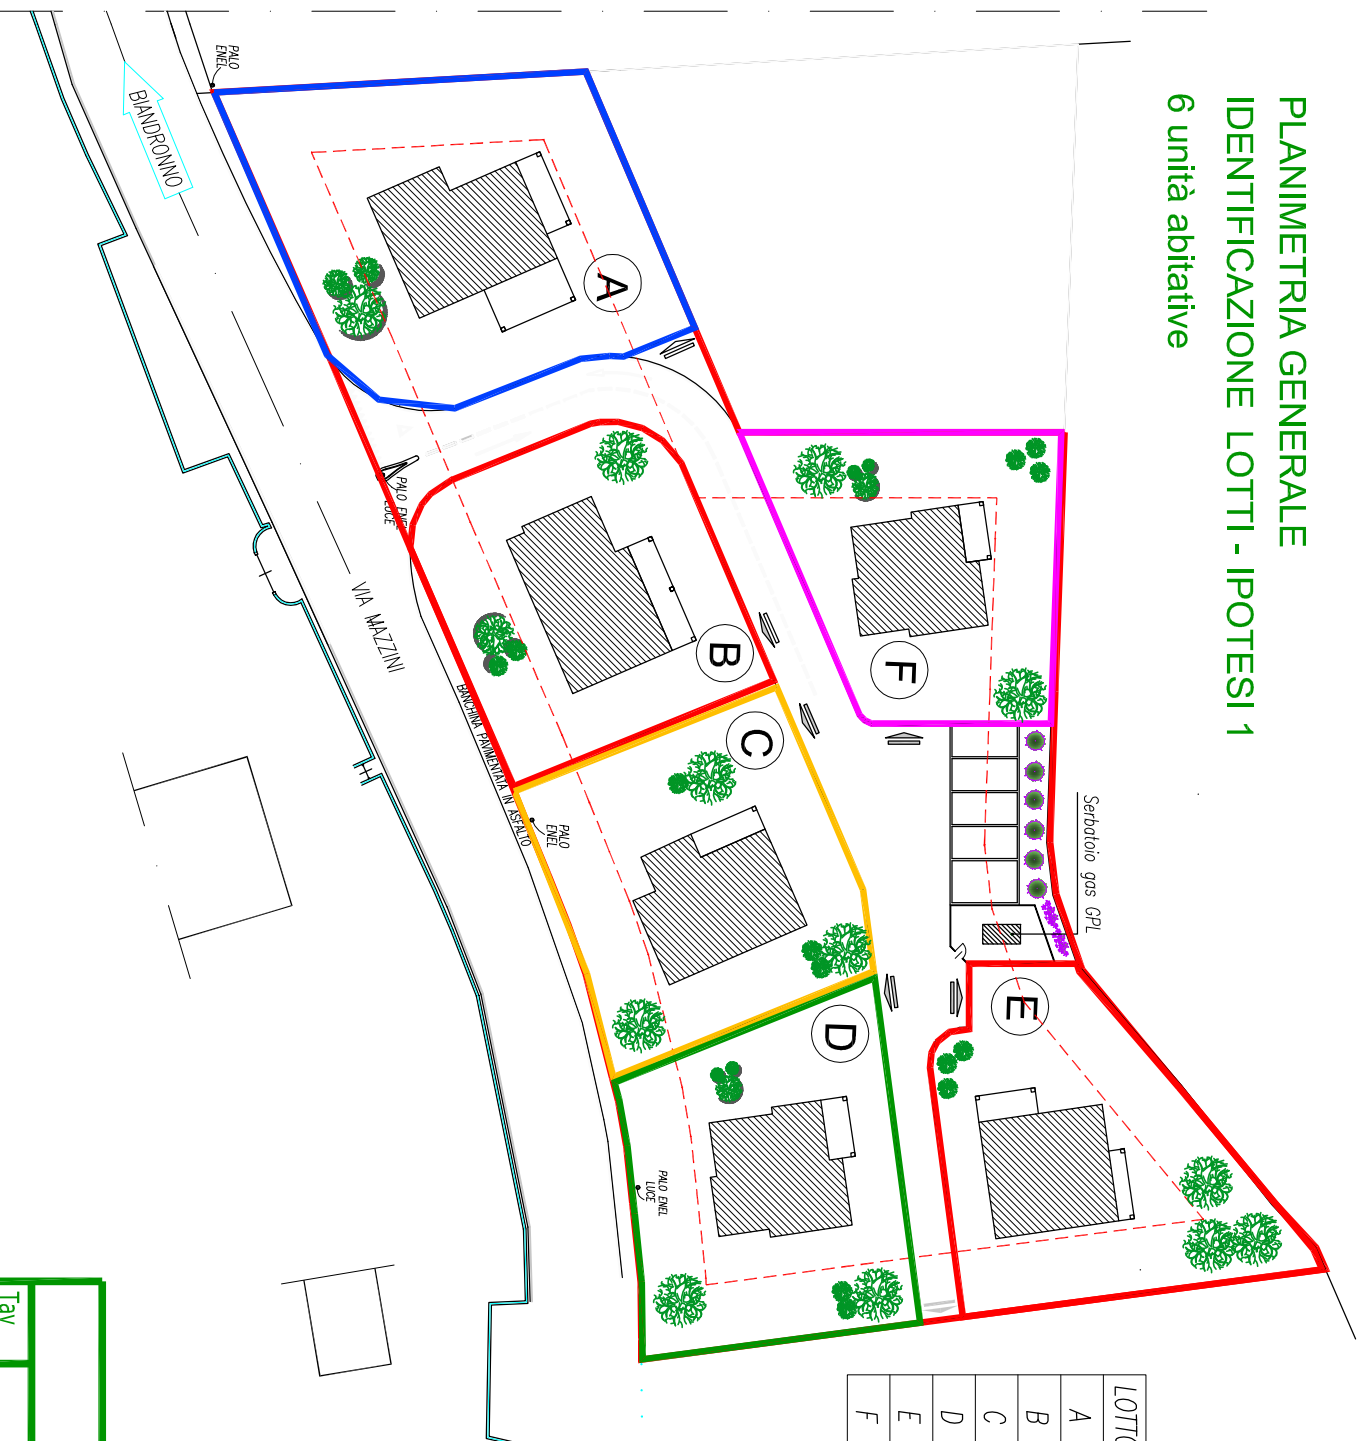 PLANIMETRIA GENERALE
IDENTIFICAZIONE LOTTI - IPOTESI 1
6 unità abitative
PALO
ENEL
BIANDRONNO
A
PALO ENEL
LUCE
VIA MAZZINI
B
F
C
BANCHINA PAVIMENTATA IN ASFALTO
PALO
ENEL
Serbatoio gas GPL
E
D
PALO ENEL
LUCE
A
B
C
D
E
F
Tav